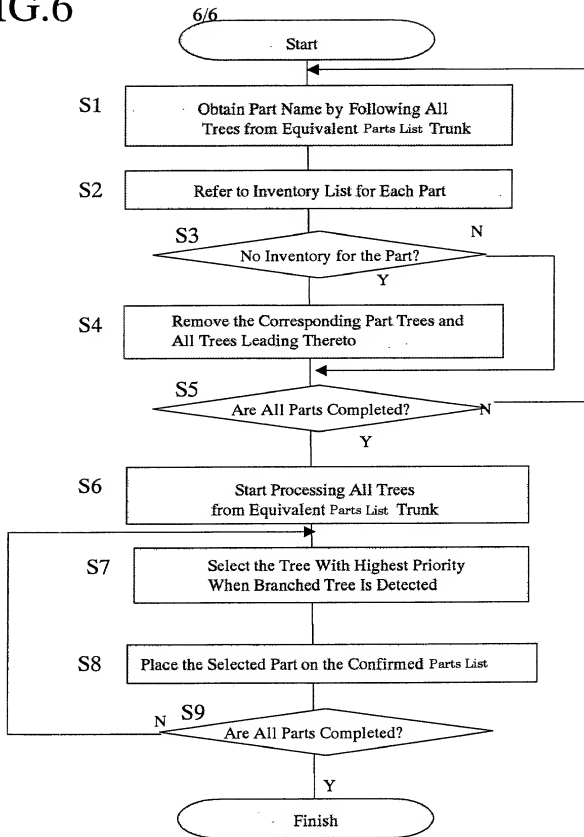 IG.6
6/6
Start
S1
Obtain Part Name by Following All
Trees from Equivalent Parts List Trunk
S2
Refer to Inventory List for Each Part
S3
N
No Inventory for the Part?
Y
S4
Remove the Corresponding Part Trees and
All Trees Leading Thereto
S5
Are All Parts Completed?
N
Y
S6
Start Processing All Trees
from Equivalent Parts List Trunk
S7
Select the Tree With Highest Priority
When Branched Tree Is Detected
S8
Place the Selected Part on the Confirmed Parts List
N
S9
Are All Parts Completed?
Y
Finish